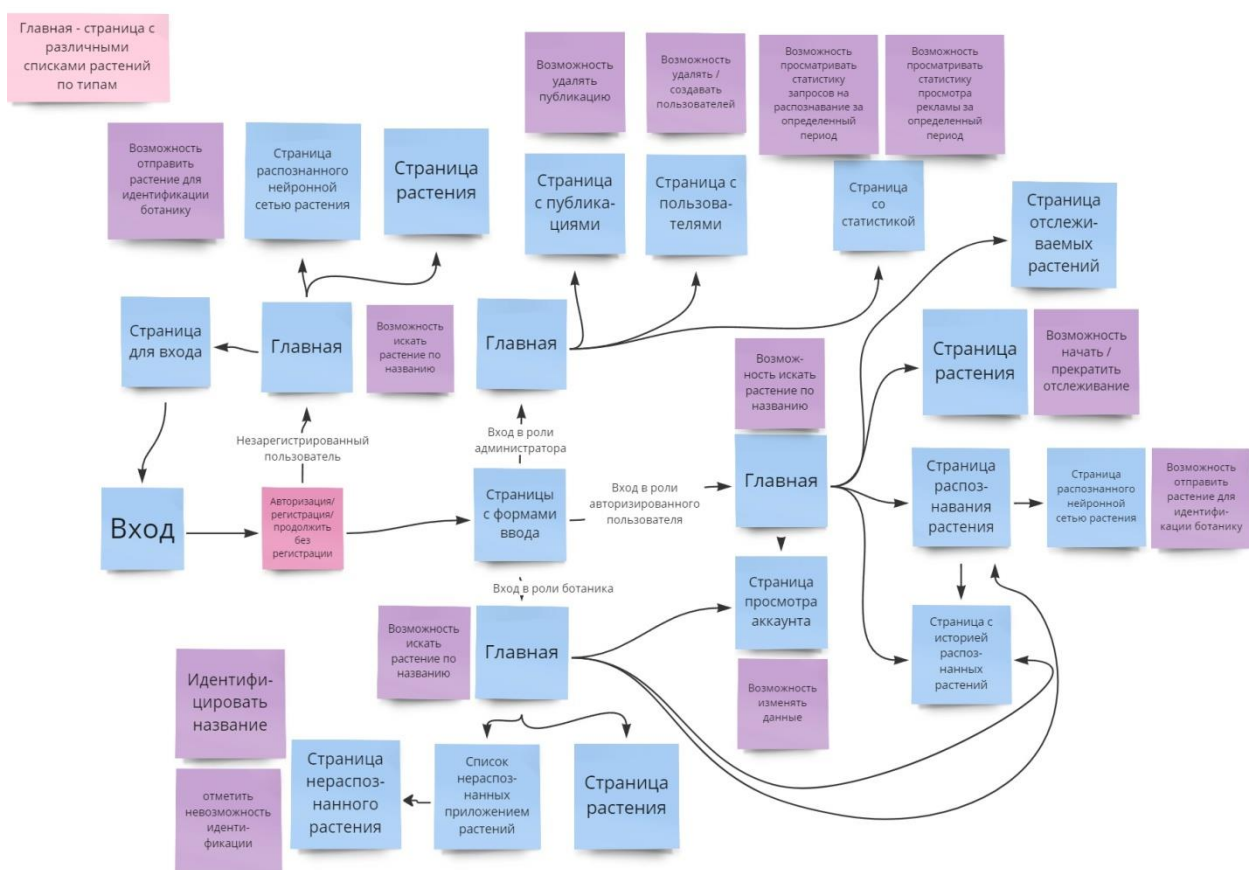 Главная - страница с
различными
списками растений
по типам
Возможность
удалять
публикацию
Возможность
удалять /
создавать
пользователей
Возможность
просматривать
статистику
запросов на
распознавание за
определенный
период
Возможность
просматривать
статистику
просмотра
рекламы за
определенный
период
Возможность
отправить
растение для
идентификации
ботанику
Страница
распознанного
нейронной
сетью растения
Страница
растения
Страница
с публика-
циями
Страница с
пользова-
телями
Страница
со
статистикой
Страница
отслежи-
ваемых
растений
Страница
для входа
Главная
Возможность
искать
растение по
названию
Главная
Возмож-
ность искать
растение по
названию
Страница
растения
Возможность
начать /
прекратить
отслеживание
Незарегистрированный
пользователь
Вход в роли
администратора
Вход
Авторизация/
регистрация/
продолжить
без
регистрации
Страницы
с формами
ввода
Вход в роли
авторизированного
пользователя
Главная
Страница
распоз-
навания
растения
Страница
распознанного
нейронной
сетью растения
Возможность
отправить
растение для
идентифи-
кации ботанику
Вход в роли ботаника
Возможность
искать
растение по
названию
Главная
Страница
просмотра
аккаунта
Страница с
историей
распоз-
нанных
растений
Идентифи-
цировать
название
Возможность
изменять
данные
отметить
невозможность
иденти-
фикации
Страница
нераспоз-
нанного
растения
Список
нераспоз-
нанных
приложением
растений
Страница
растения